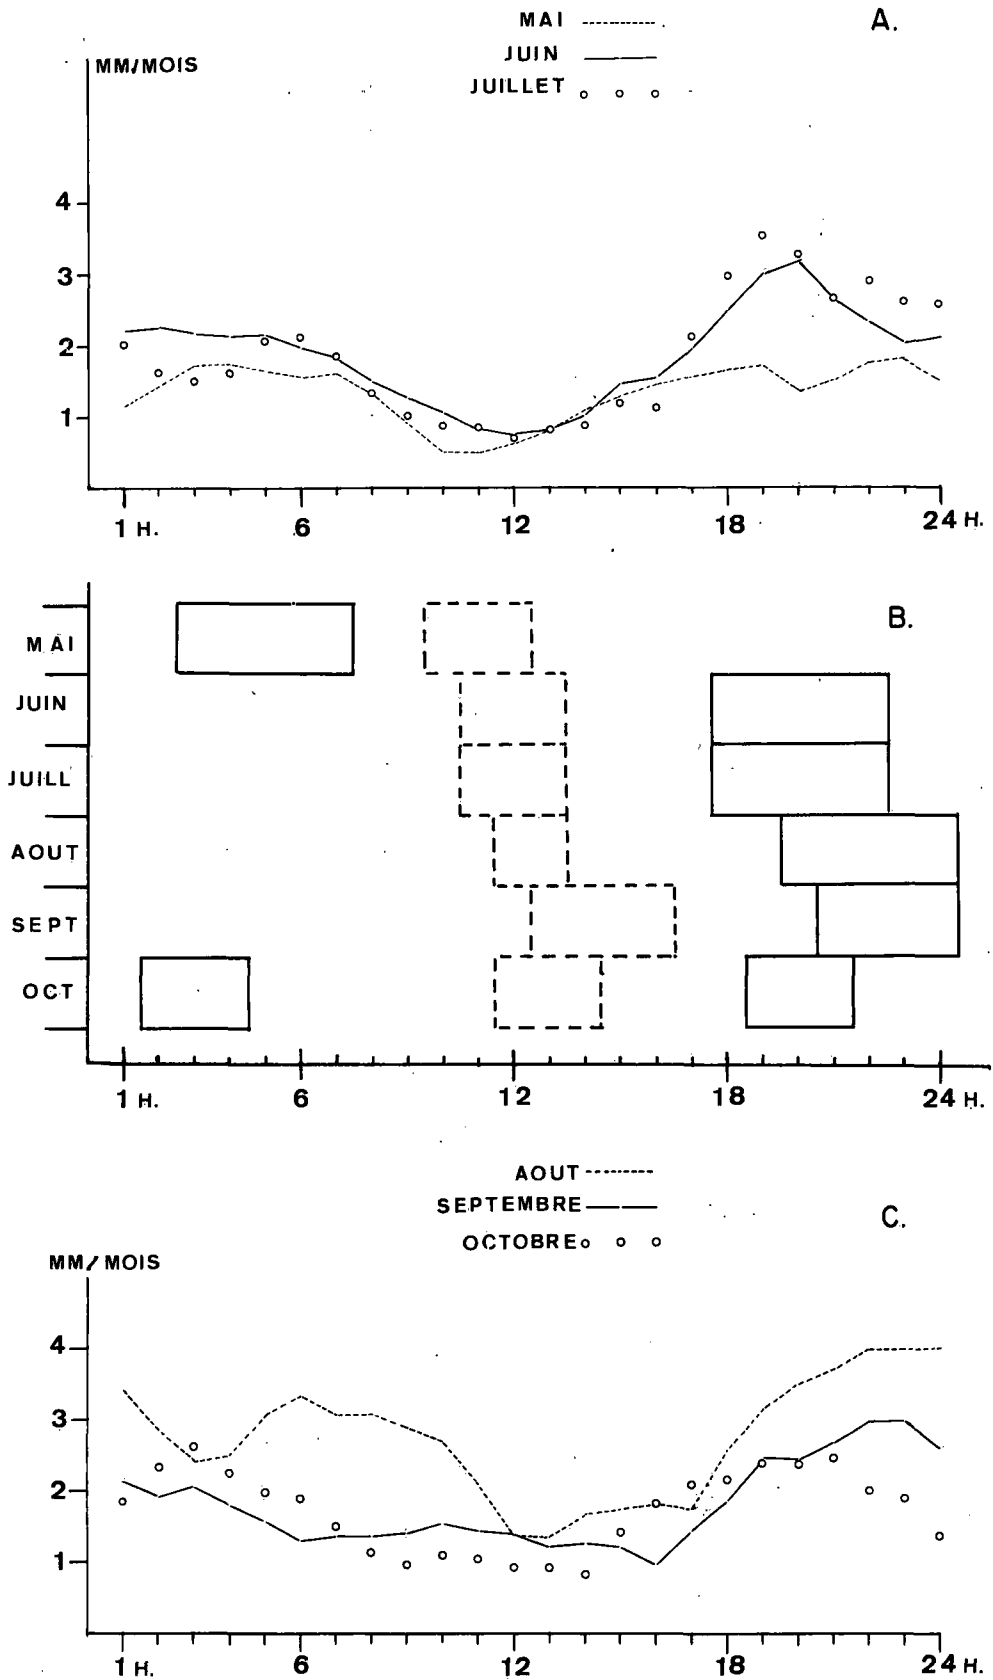 MAI
A.
JUIN
MM/MOIS
JUILLET
4
3
2
1
1 H. 6 12 18 24 H.
B.
MAI
JUIN
JUILL
AOUT
SEPT
OCT
1 H. 6 12 18 24 H.
AOUT
SEPTEMBRE
C.
OCTOBRE
MM/MOIS
4
3
2
1
1 H. 6 12 18 24 H.